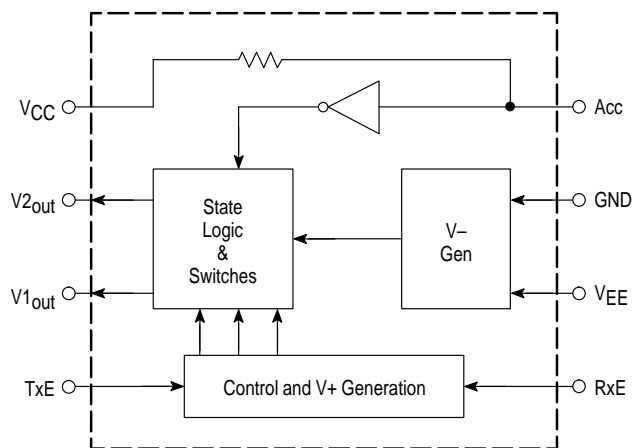 VCC
Acc
V2out
State
Logic
&
Switches
V–
Gen
GND
V1out
VEE
TxE
Control and V+ Generation
RxE